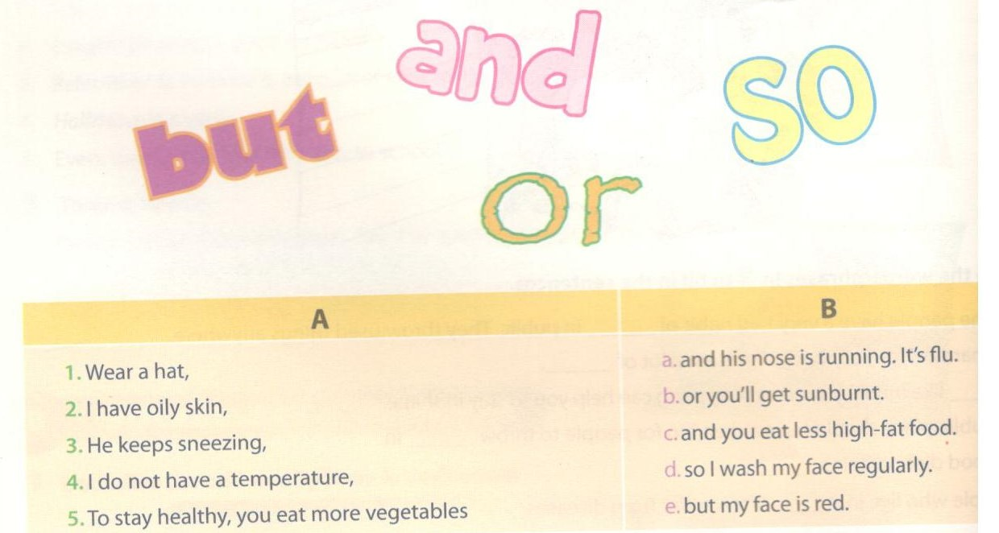 but
and
so
or
A
B
1. Wear a hat,
2. I have oily skin,
3. He keeps sneezing,
4. I do not have a temperature,
5. To stay healthy, you eat more vegetables
a. and his nose is running. It's flu.
b. or you'll get sunburnt.
c. and you eat less high-fat food.
d. so I wash my face regularly.
e. but my face is red.